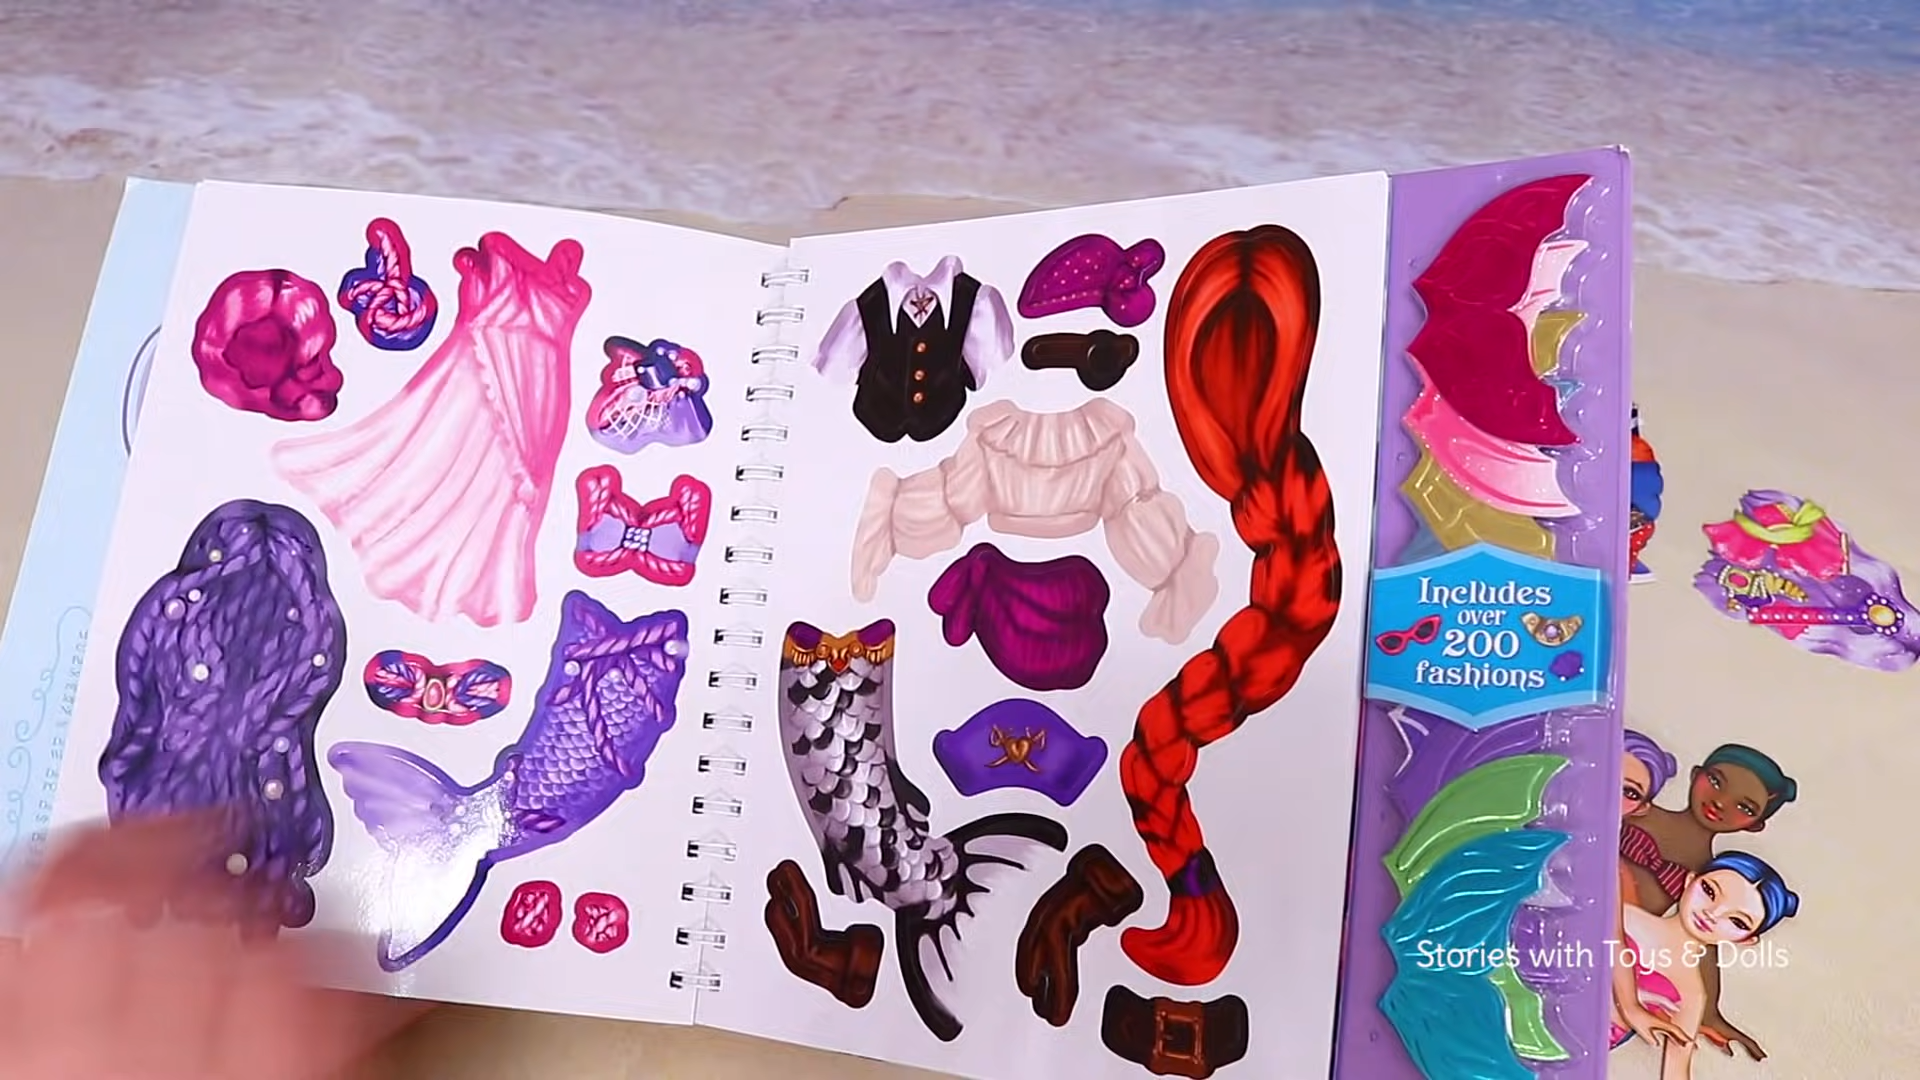 Includes
over
200
fashions
Stories with Toys & Dolls